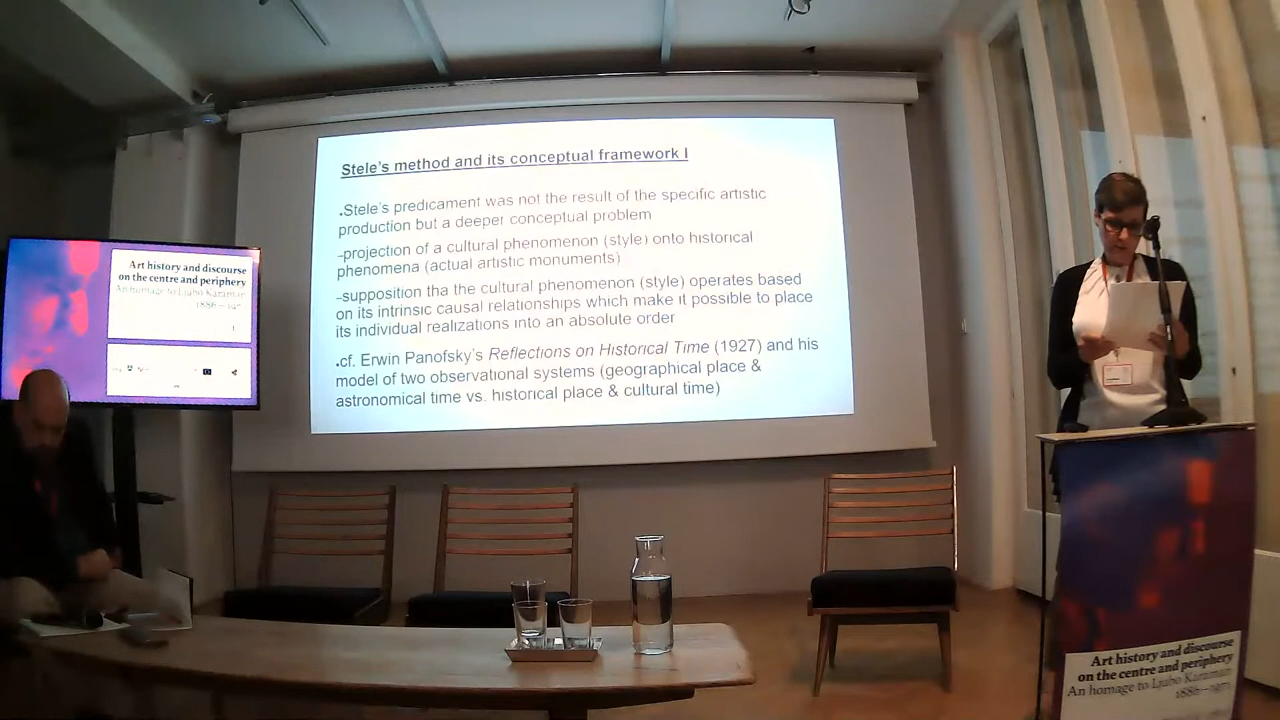 Stele's method and its conceptual framework I
.Stele's predicament was not the result of the specific artistic
production but a deeper conceptual problem
-projection of a cultural phenomenon (style) onto historical
phenomena (actual artistic monuments)
-supposition tha the cultural phenomenon (style) operates based
on its intrinsic causal relationships which make it possible to place
its individual realizations into an absolute order
.cf. Erwin Panofsky's Reflections on Historical Time (1927) and his
model of two observational systems (geographical place &
astronomical time vs. historical place & cultural time)
Art history and discourse
on the centre and periphery
An homage to Ljubo Karaman
1886–1971
Art history and discourse
on the centre and periphery
An homage to Ljubo Karaman
1886–1971